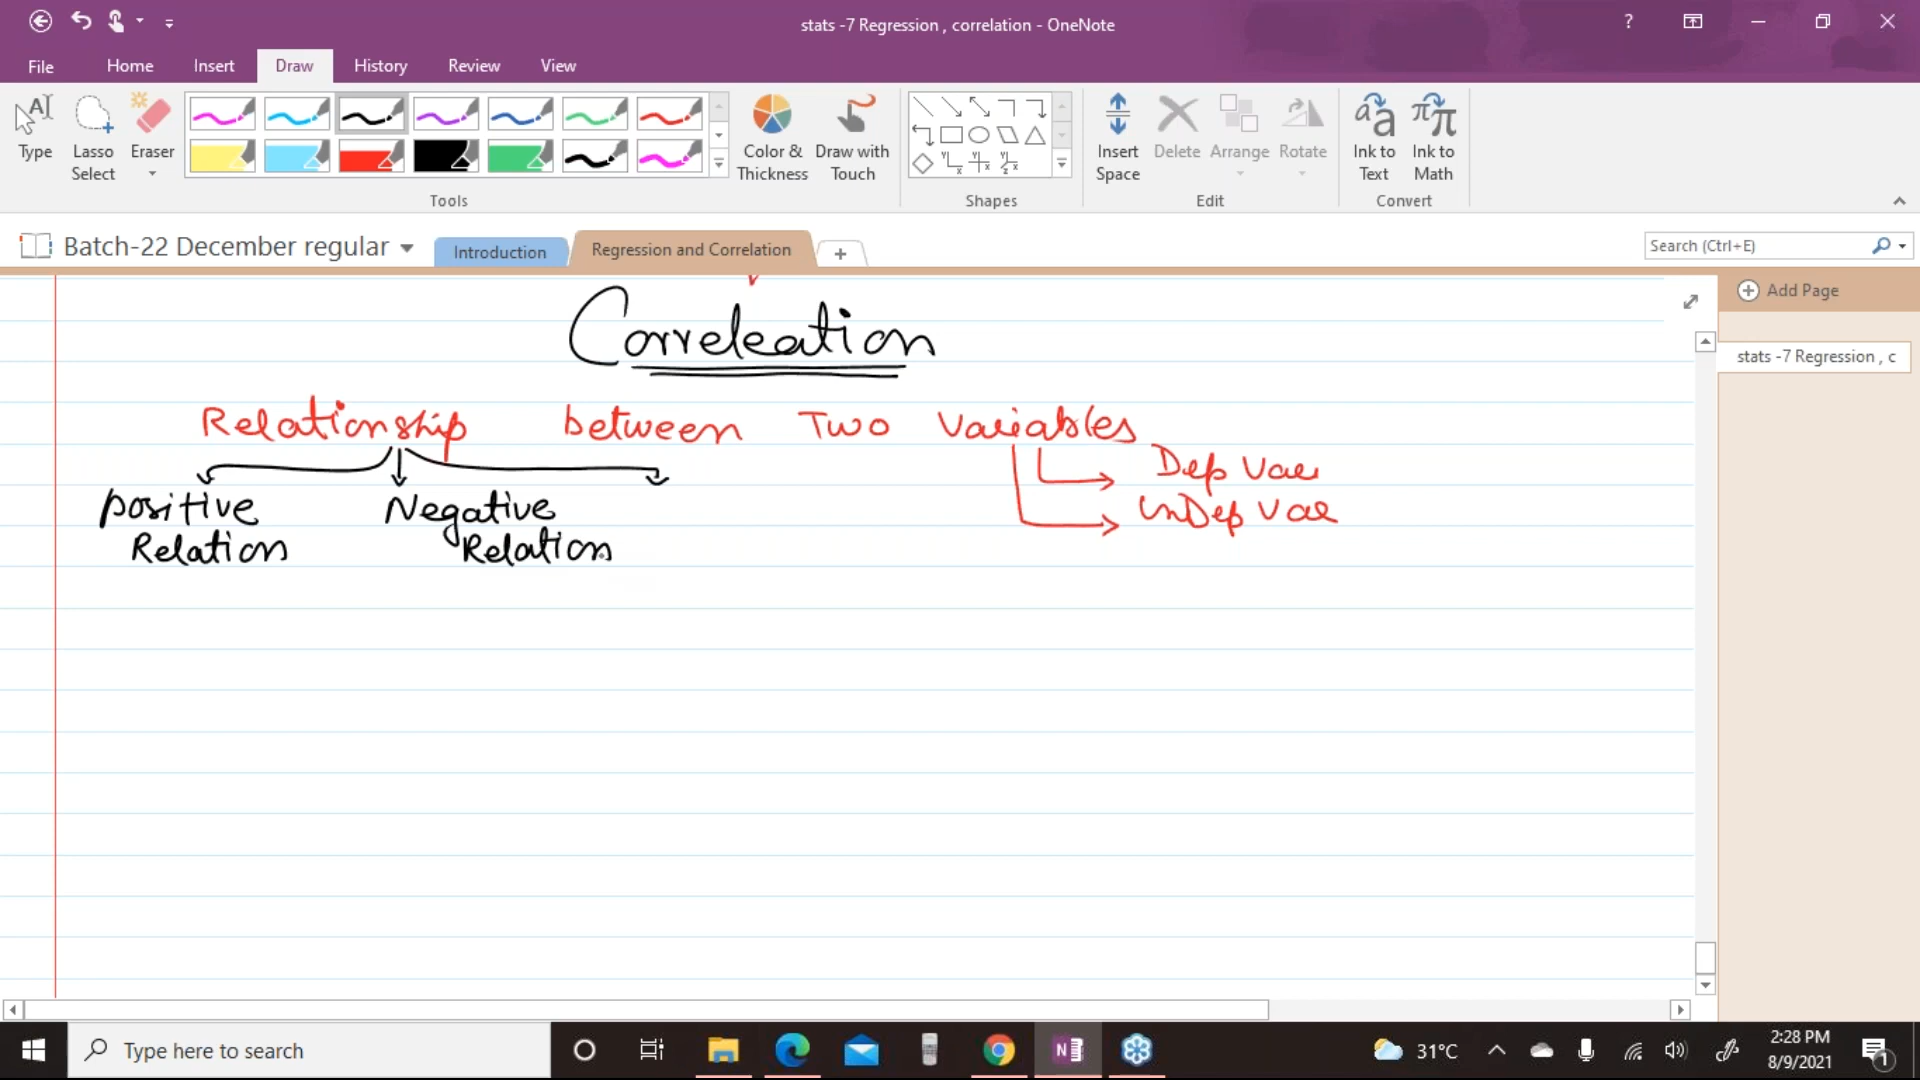 stats -7 Regression , correlation - OneNote
?
File Home Insert Draw History Review View
Type
Lasso Select
Eraser
Color & Thickness
Draw with Touch
Insert Space
Delete
Arrange
Rotate
Ink to Text
Ink to Math
Tools
Shapes
Edit
Convert
Batch-22 December regular
Introduction
Regression and Correlation
Search (Ctrl+E)
Add Page
stats -7 Regression , c
Correleation
Relationship between Two Variables
Dep Var
InDep Var
positive Relation
Negative Relation
Type here to search
31°C
2:28 PM
8/9/2021
1